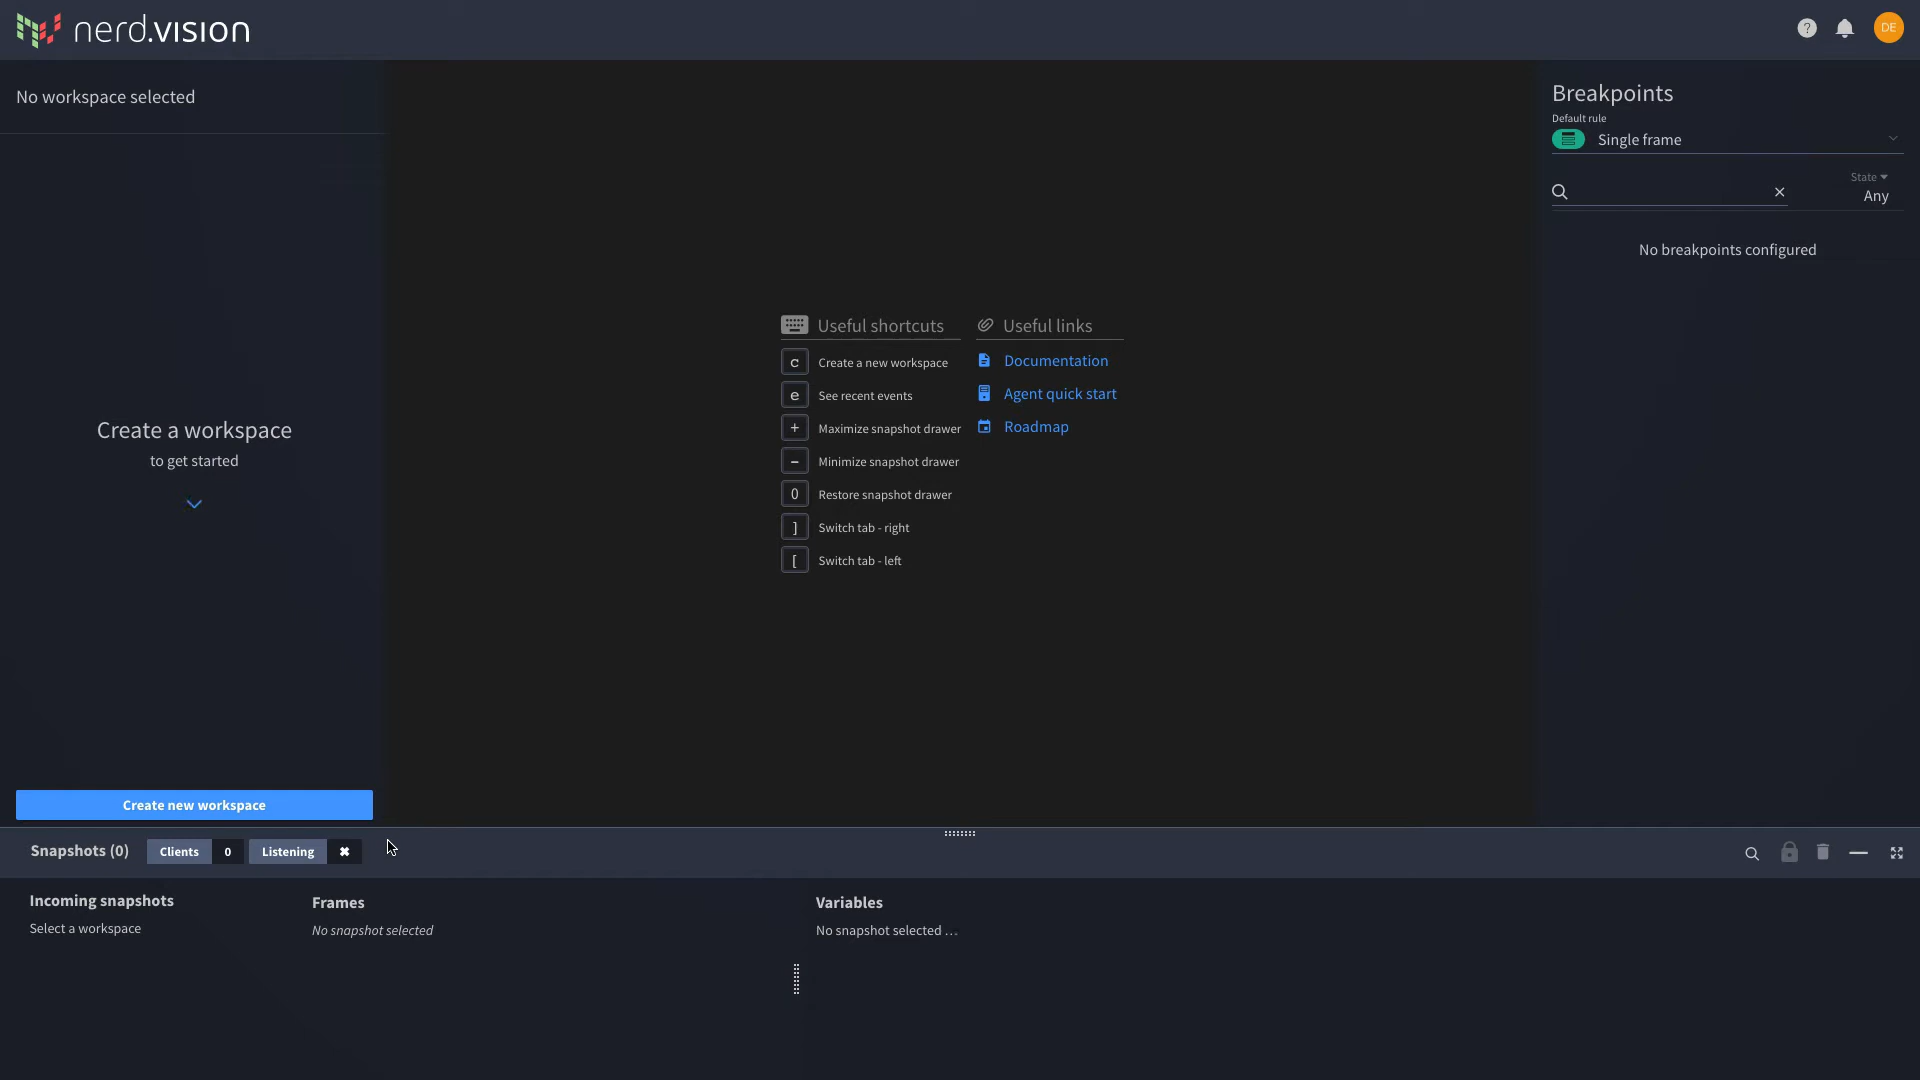 nerd.vision
?
DE
No workspace selected
Create a workspace
to get started
Create new workspace
Useful shortcuts
c Create a new workspace
e See recent events
+ Maximize snapshot drawer
- Minimize snapshot drawer
0 Restore snapshot drawer
] Switch tab - right
[ Switch tab - left
Useful links
Documentation
Agent quick start
Roadmap
Breakpoints
Default rule
Single frame
State
Any
No breakpoints configured
Snapshots (0) Clients 0 Listening ✖
Incoming snapshots
Select a workspace
Frames
No snapshot selected
Variables
No snapshot selected ...